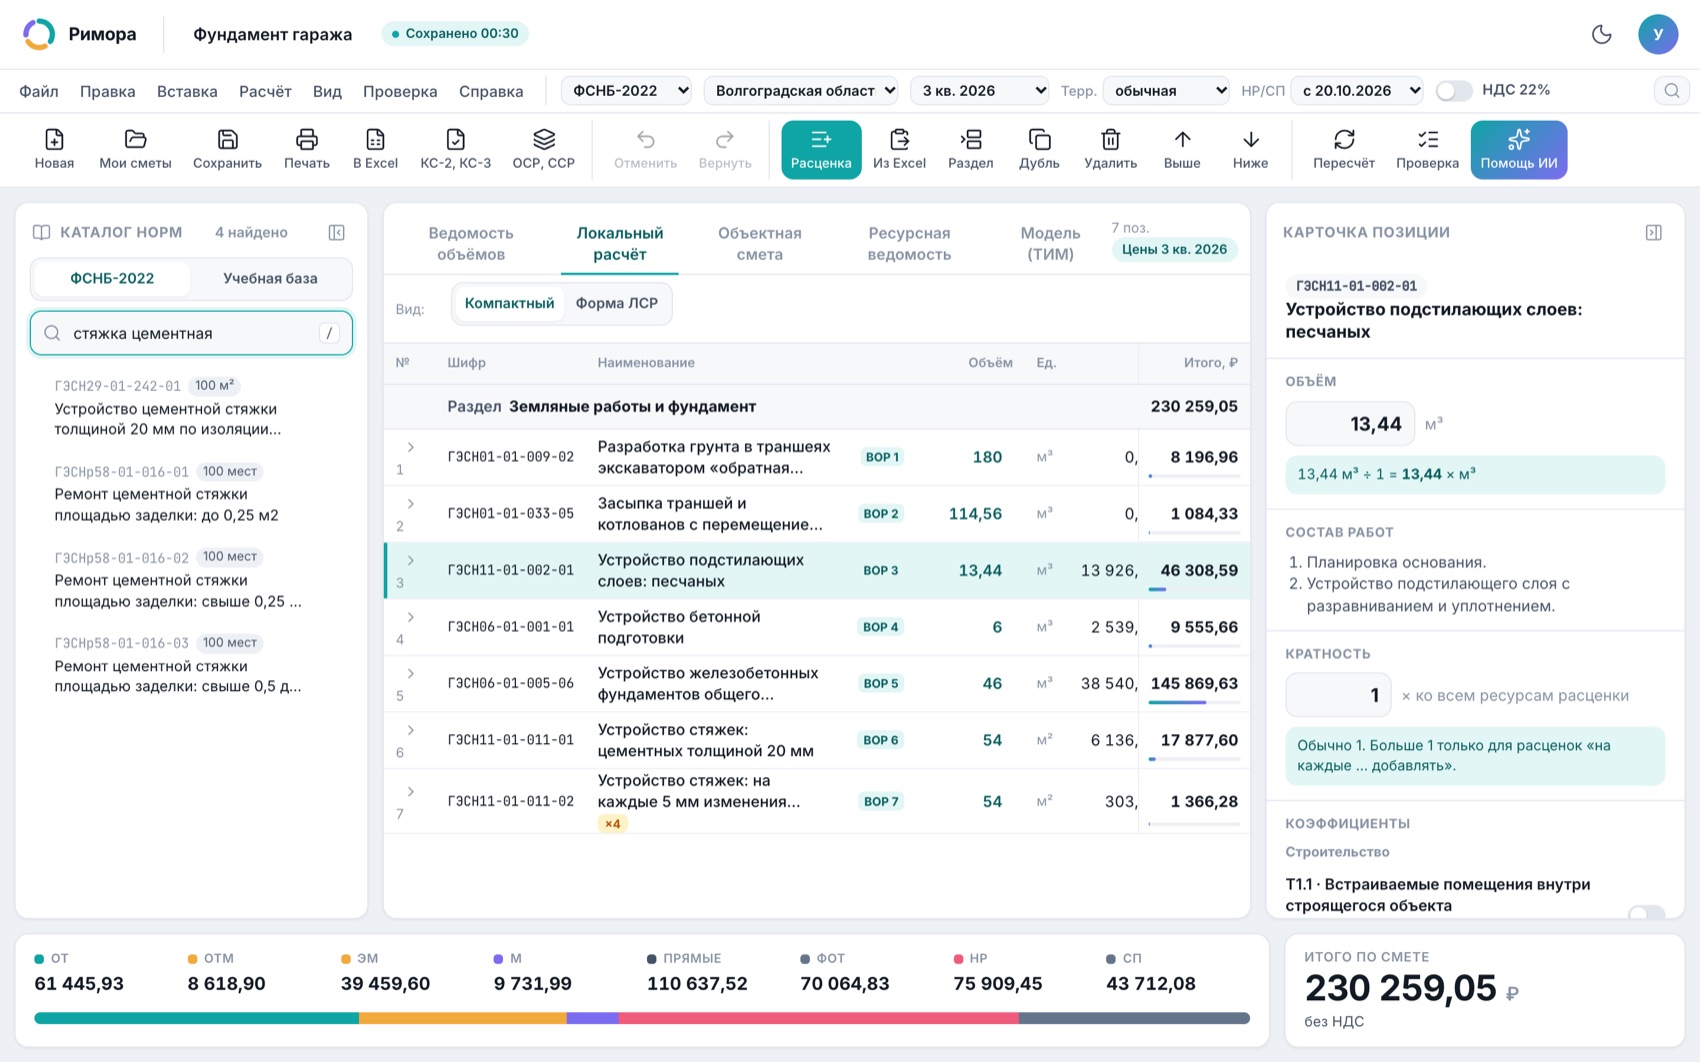 Римора
Фундамент гаража
Сохранено 00:30
У
Файл Правка Вставка Расчёт Вид Проверка Справка
ФСНБ-2022
Волгоградская област
3 кв. 2026
Терр. обычная
НР/СП с 20.10.2026
НДС 22%
Новая Мои сметы Сохранить Печать В Excel КС-2, КС-3 ОСР, ССР Отменить Вернуть Расценка Из Excel Раздел Дубль Удалить Выше Ниже Пересчёт Проверка Помощь ИИ
КАТАЛОГ НОРМ 4 найдено
ФСНБ-2022 Учебная база
стяжка цементная /
ГЭСН29-01-242-01 100 м²
Устройство цементной стяжки
толщиной 20 мм по изоляции...
ГЭСНр58-01-016-01 100 мест
Ремонт цементной стяжки
площадью заделки: до 0,25 м2
ГЭСНр58-01-016-02 100 мест
Ремонт цементной стяжки
площадью заделки: свыше 0,25 ...
ГЭСНр58-01-016-03 100 мест
Ремонт цементной стяжки
площадью заделки: свыше 0,5 д...
Ведомость
объёмов
Локальный
расчёт
Объектная
смета
Ресурсная
ведомость
Модель
(ТИМ)
7 поз.
Цены 3 кв. 2026
Вид: Компактный Форма ЛСР
№ Шифр Наименование Объём Ед. Итого, ₽
Раздел Земляные работы и фундамент 230 259,05
1 ГЭСН01-01-009-02 Разработка грунта в траншеях
экскаватором «обратная... ВОР 1 180 м³ 0, 8 196,96
2 ГЭСН01-01-033-05 Засыпка траншей и
котлованов с перемещение... ВОР 2 114,56 м³ 0, 1 084,33
3 ГЭСН11-01-002-01 Устройство подстилающих
слоев: песчаных ВОР 3 13,44 м³ 13 926, 46 308,59
4 ГЭСН06-01-001-01 Устройство бетонной
подготовки ВОР 4 6 м³ 2 539, 9 555,66
5 ГЭСН06-01-005-06 Устройство железобетонных
фундаментов общего... ВОР 5 46 м³ 38 540, 145 869,63
6 ГЭСН11-01-011-01 Устройство стяжек:
цементных толщиной 20 мм ВОР 6 54 м² 6 136, 17 877,60
7 ГЭСН11-01-011-02 Устройство стяжек: на
каждые 5 мм изменения... ВОР 7 54 м² 303, 1 366,28
×4
КАРТОЧКА ПОЗИЦИИ
ГЭСН11-01-002-01
Устройство подстилающих слоев:
песчаных
ОБЪЁМ
13,44 м³
13,44 м³ ÷ 1 = 13,44 × м³
СОСТАВ РАБОТ
1. Планировка основания.
2. Устройство подстилающего слоя с
разравниванием и уплотнением.
КРАТНОСТЬ
1 × ко всем ресурсам расценки
Обычно 1. Больше 1 только для расценок «на
каждые ... добавлять».
КОЭФФИЦИЕНТЫ
Строительство
Т1.1 · Встраиваемые помещения внутри
строящегося объекта
ОТ ОТМ ЭМ М ПРЯМЫЕ ФОТ НР СП
61 445,93 8 618,90 39 459,60 9 731,99 110 637,52 70 064,83 75 909,45 43 712,08
ИТОГО ПО СМЕТЕ
230 259,05 ₽
без НДС